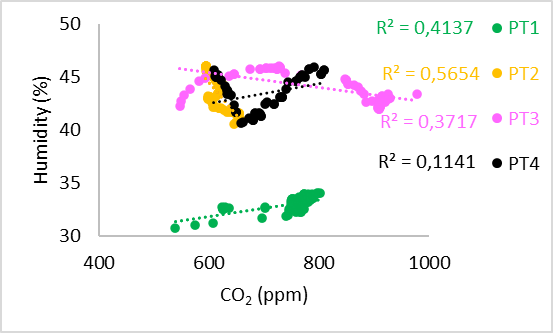 50
45
40
35
30
Humidity (%)
R² = 0,4137 PT1
R² = 0,5654 PT2
R² = 0,3717 PT3
R² = 0,1141 PT4
400 600 800 1000
CO₂ (ppm)